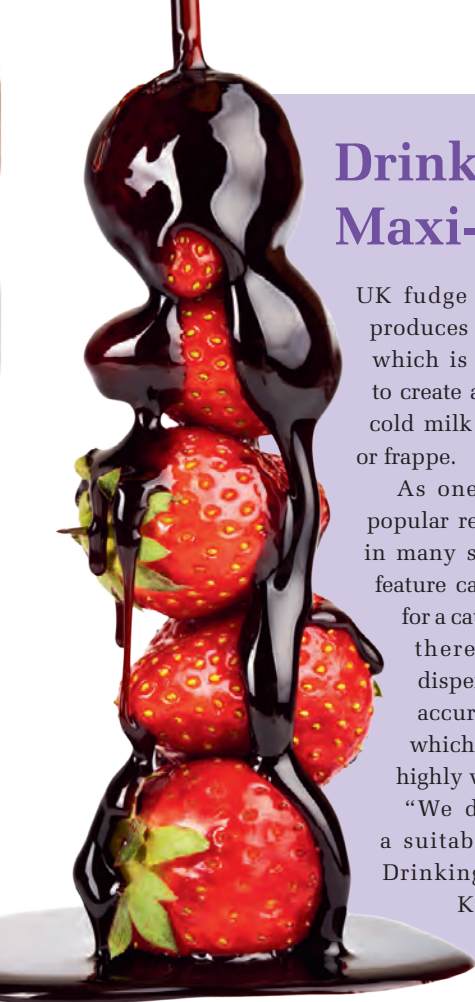 Drink
Maxi-
UK fudge
produces
which is
to create a
cold milk
or frappe.
As one
popular re
in many s
feature ca
for a ca
there
dispe
accur
which
highly
“We d
a suitab
Drinking
K